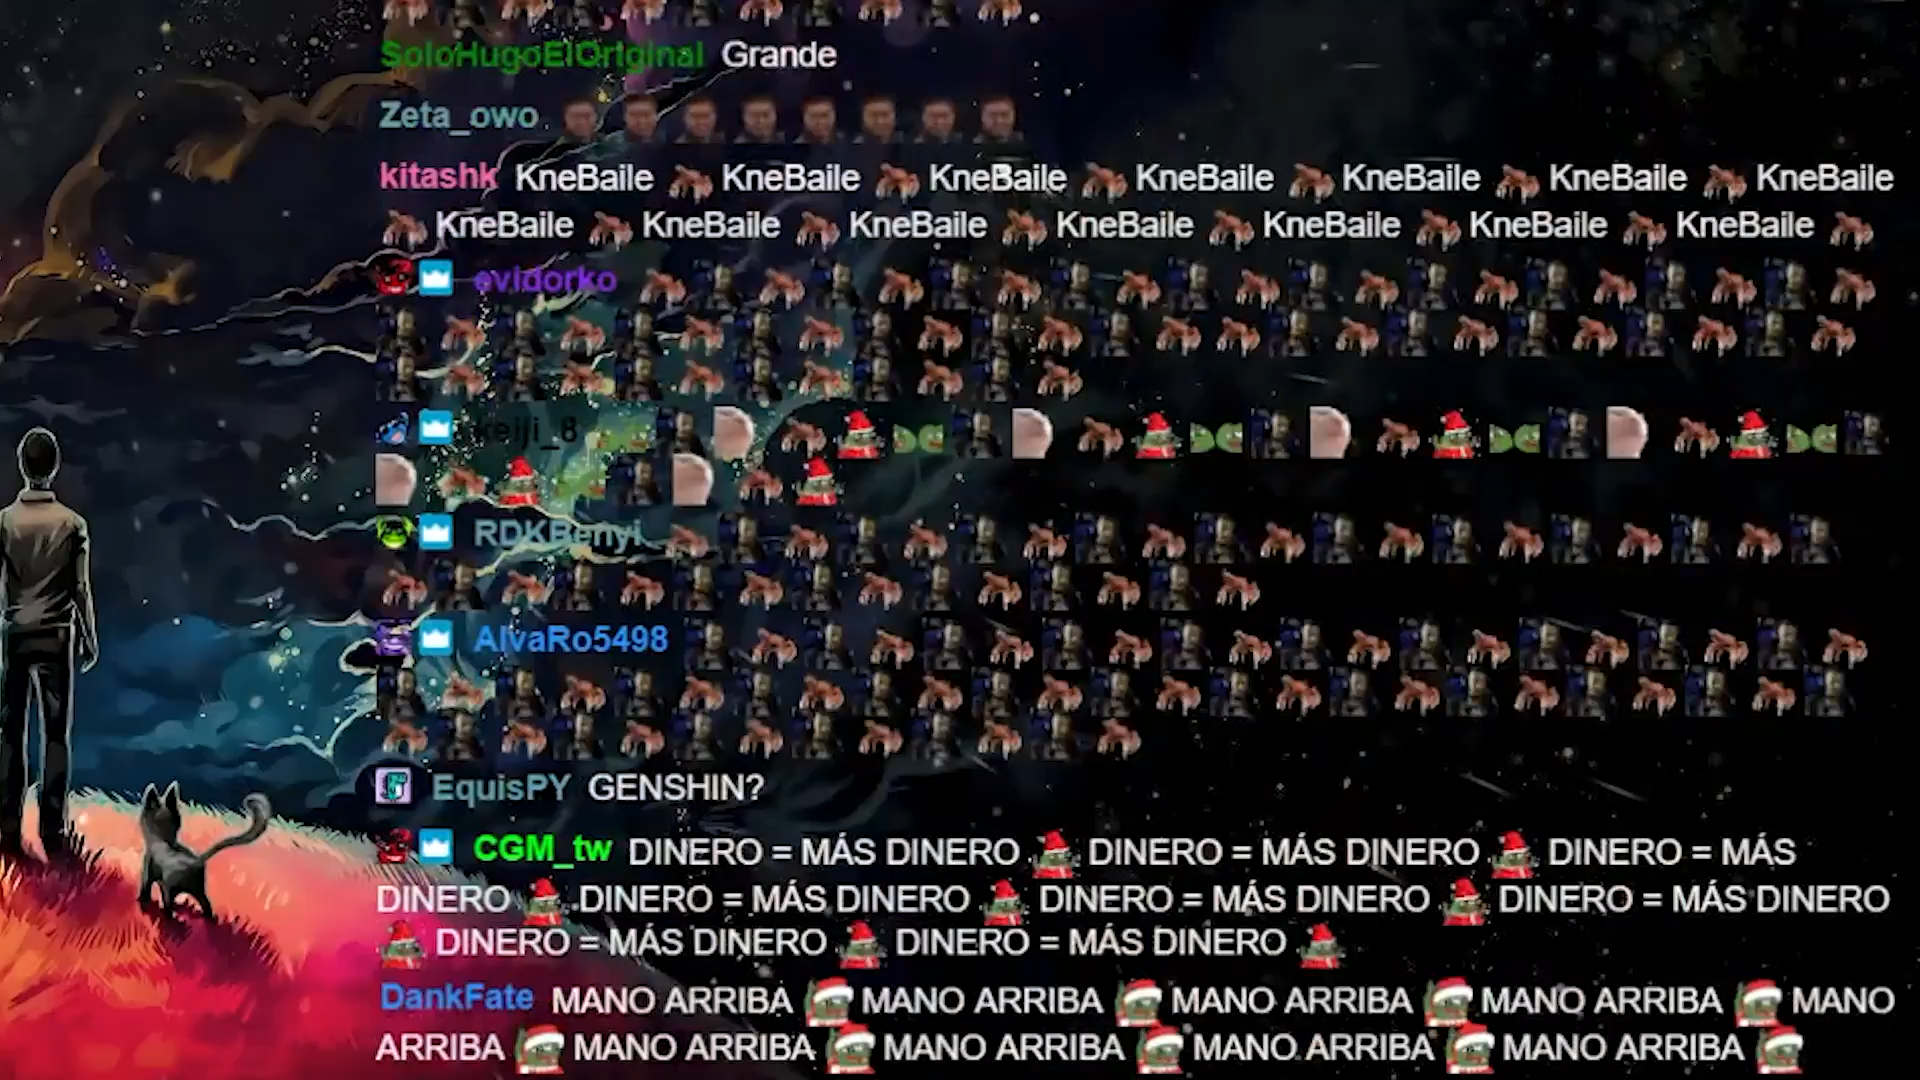 SoloHugoElOriginal Grande
Zeta_owo
kitashk KneBaile KneBaile KneBaile KneBaile KneBaile KneBaile KneBaile
KneBaile KneBaile KneBaile KneBaile KneBaile KneBaile KneBaile
evidorko
keiji_8
RDKBenyi
AlvaRo5498
EquisPY GENSHIN?
CGM_tw DINERO = MÁS DINERO DINERO = MÁS DINERO DINERO = MÁS
DINERO DINERO = MÁS DINERO DINERO = MÁS DINERO DINERO = MÁS DINERO
DINERO = MÁS DINERO DINERO = MÁS DINERO
DankFate MANO ARRIBA MANO ARRIBA MANO ARRIBA MANO ARRIBA MANO
ARRIBA MANO ARRIBA MANO ARRIBA MANO ARRIBA MANO ARRIBA